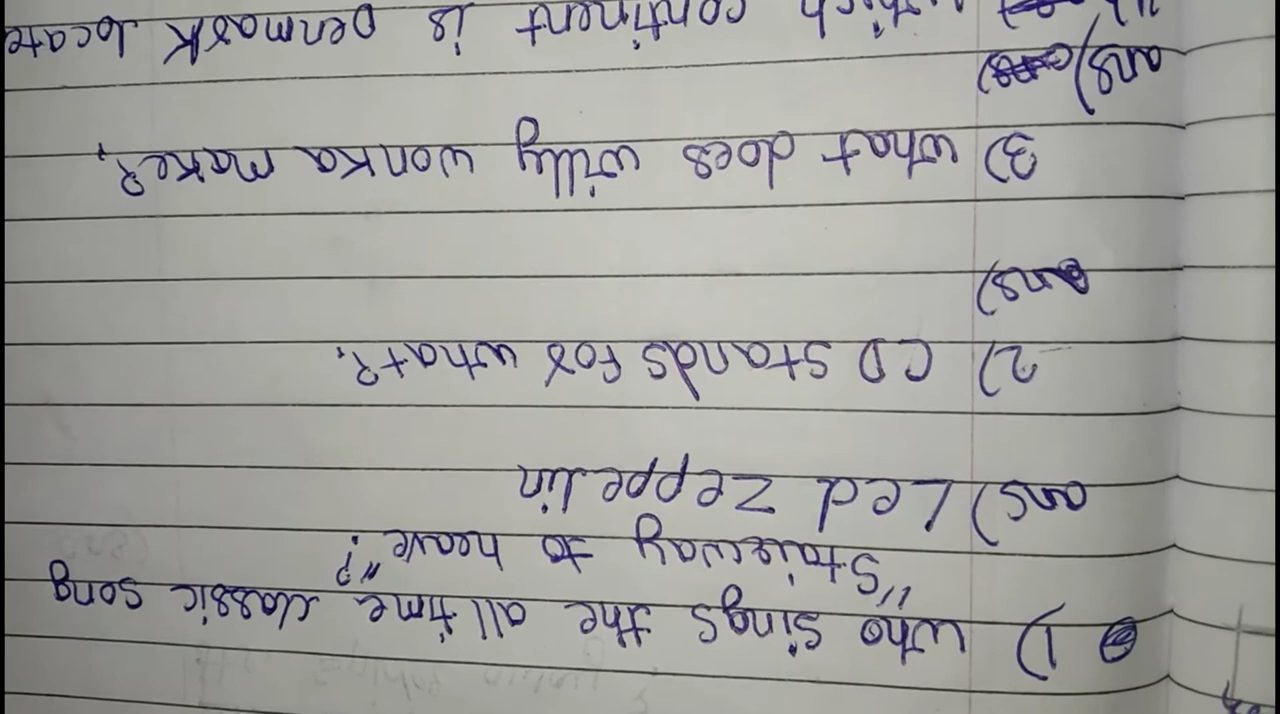 1) Who sings the all time classic song
"Staieway to heave"?
ans) Led Zeppelin
2) CD stands for what?
ans)
3) What does willy wonka make?
ans)
which continent is Denmark locate